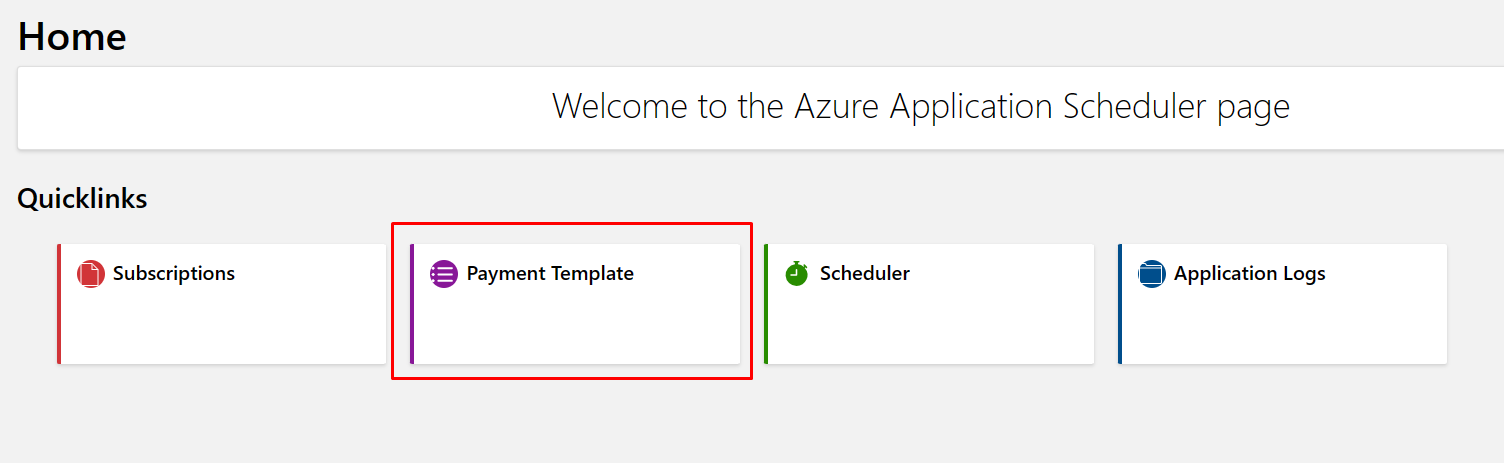 Home
Welcome to the Azure Application Scheduler page
Quicklinks
Subscriptions
Payment Template
Scheduler
Application Logs